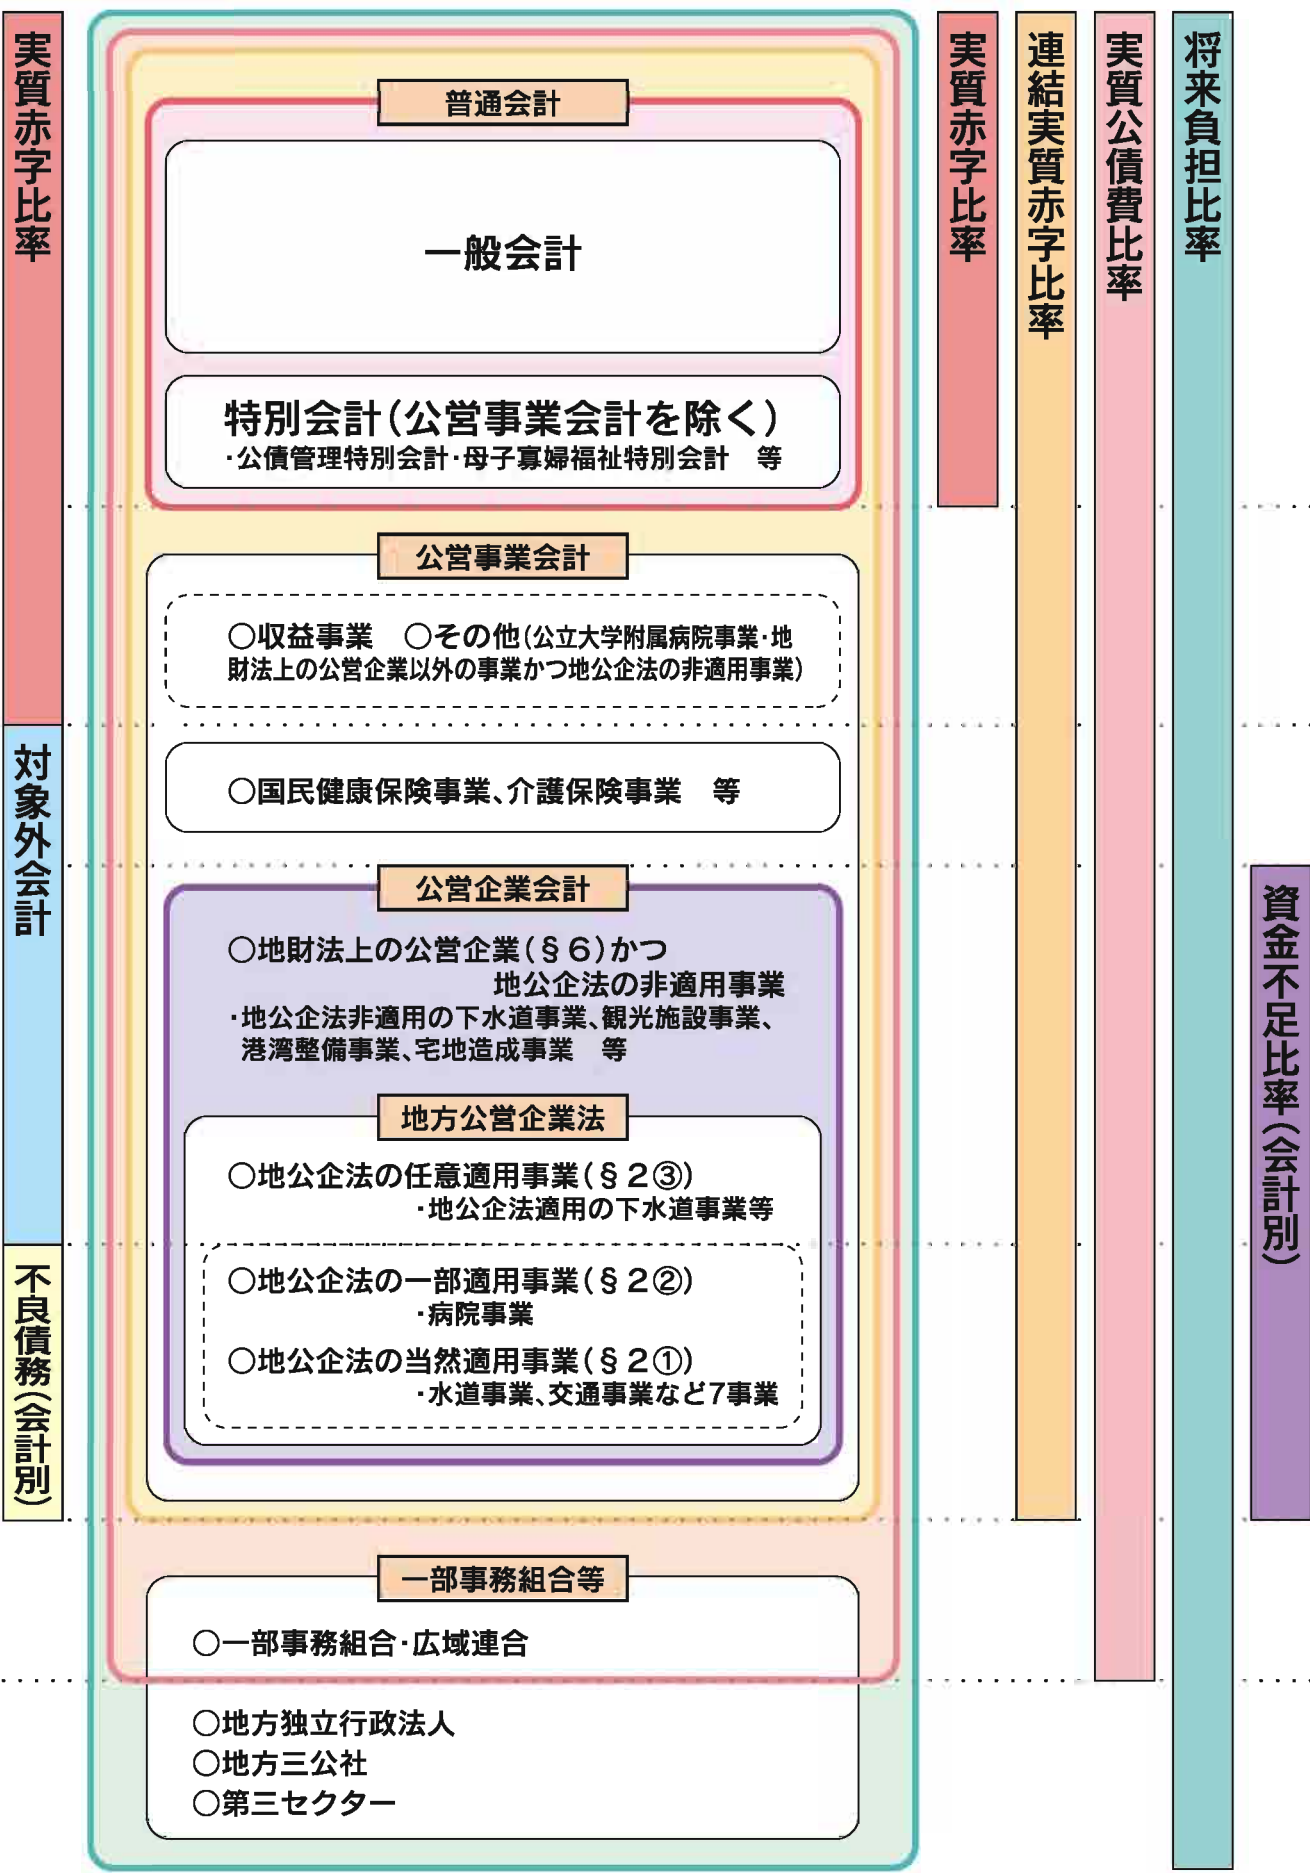 実質赤字比率
対象外会計
不良債務(会計別)
普通会計
一般会計
特別会計(公営事業会計を除く)
・公債管理特別会計・母子寡婦福祉特別会計　等
公営事業会計
○収益事業　○その他(公立大学附属病院事業・地
財法上の公営企業以外の事業かつ地公企法の非適用事業)
○国民健康保険事業、介護保険事業　等
公営企業会計
○地財法上の公営企業(§6)かつ
地公企法の非適用事業
・地公企法非適用の下水道事業、観光施設事業、
港湾整備事業、宅地造成事業　等
地方公営企業法
○地公企法の任意適用事業(§2③)
・地公企法適用の下水道事業等
○地公企法の一部適用事業(§2②)
・病院事業
○地公企法の当然適用事業(§2①)
・水道事業、交通事業など7事業
一部事務組合等
○一部事務組合・広域連合
○地方独立行政法人
○地方三公社
○第三セクター
実質赤字比率
連結実質赤字比率
実質公債費比率
将来負担比率
資金不足比率(会計別)